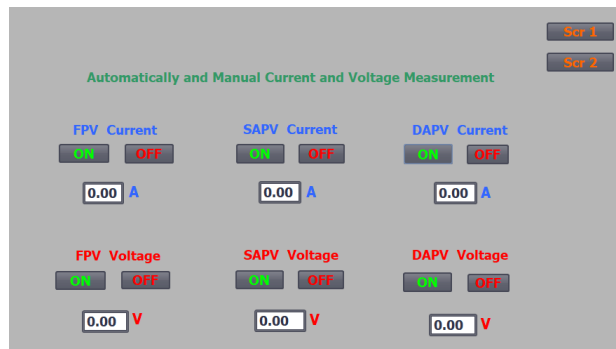 Scr 1
Scr 2
Automatically and Manual Current and Voltage Measurement
FPV Current SAPV Current DAPV Current
ON OFF ON OFF ON OFF
0.00 A 0.00 A 0.00 A
FPV Voltage SAPV Voltage DAPV Voltage
ON OFF ON OFF ON OFF
0.00 V 0.00 V 0.00 V